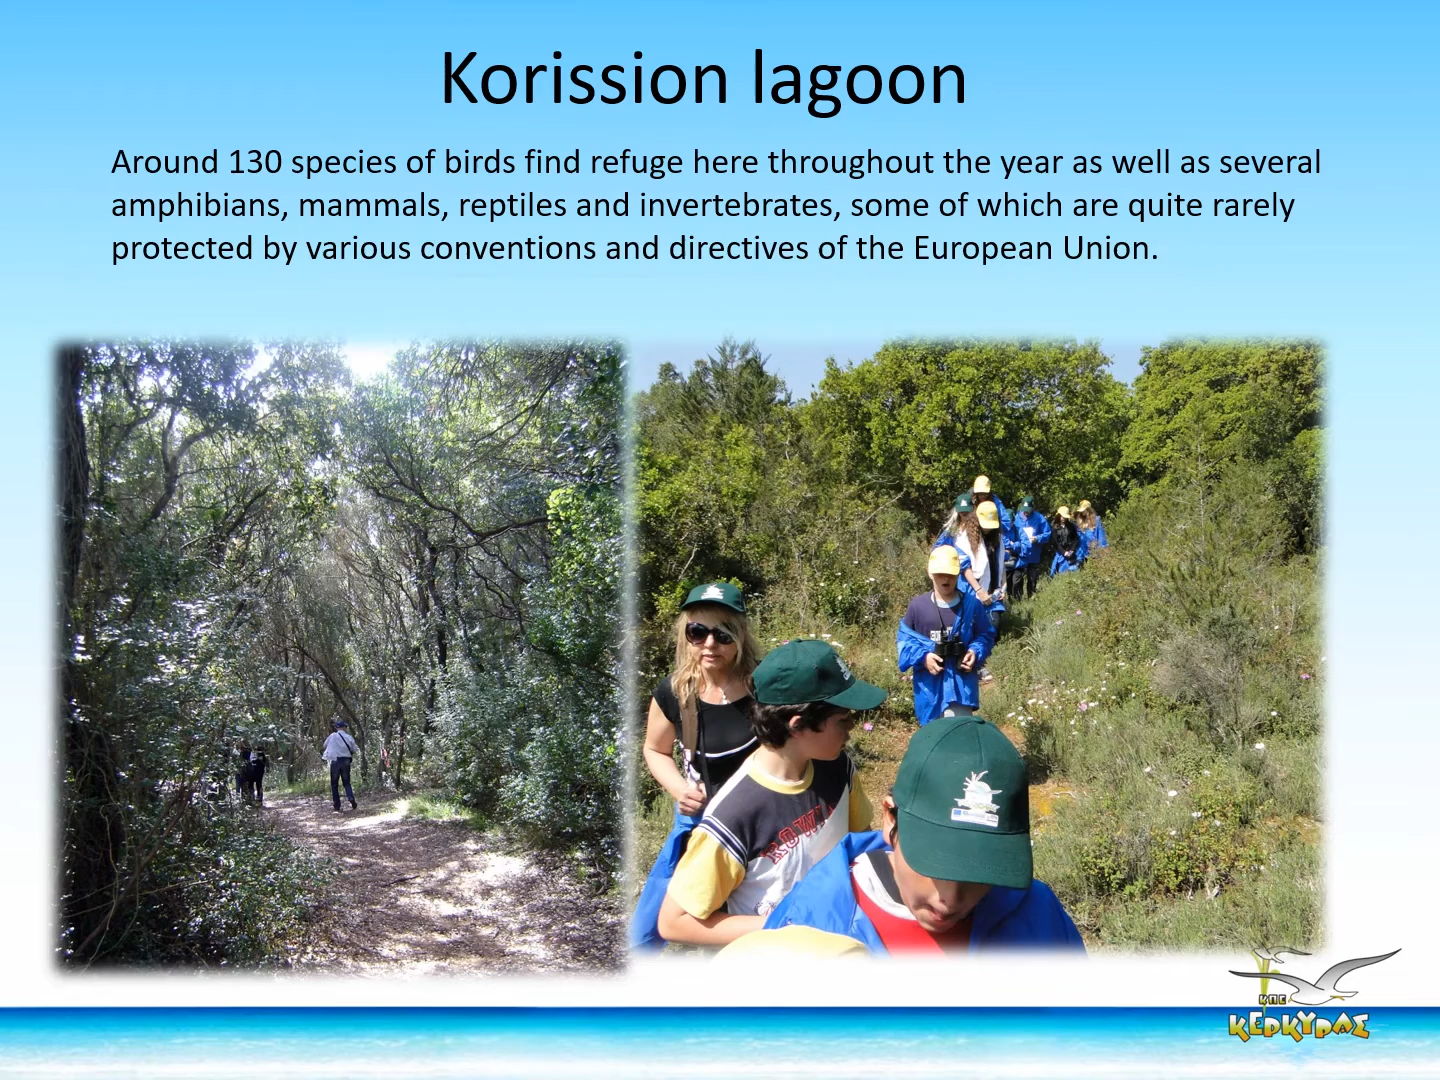 Korission lagoon
Around 130 species of birds find refuge here throughout the year as well as several
amphibians, mammals, reptiles and invertebrates, some of which are quite rarely
protected by various conventions and directives of the European Union.
ΚΠΕ
ΚΕΡΚΥΡΑΣ